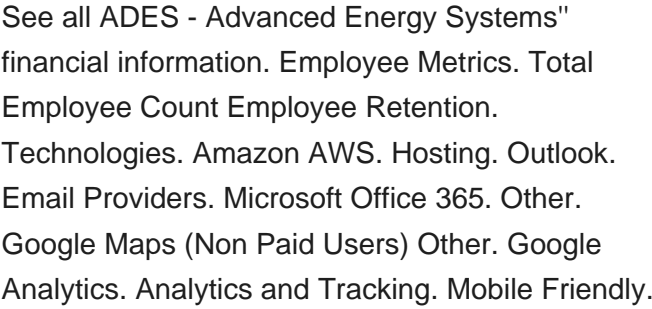 See all ADES - Advanced Energy Systems"
financial information. Employee Metrics. Total
Employee Count Employee Retention.
Technologies. Amazon AWS. Hosting. Outlook.
Email Providers. Microsoft Office 365. Other.
Google Maps (Non Paid Users) Other. Google
Analytics. Analytics and Tracking. Mobile Friendly.